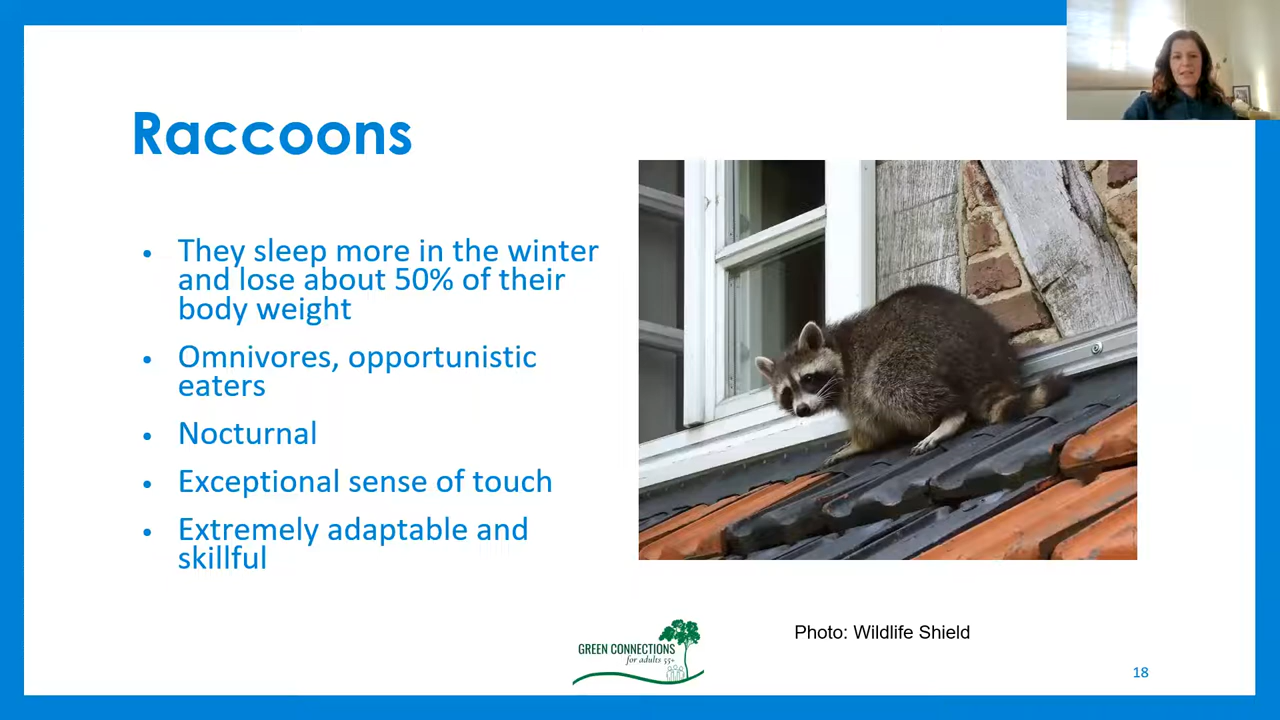 Raccoons
• They sleep more in the winter
and lose about 50% of their
body weight
• Omnivores, opportunistic
eaters
• Nocturnal
• Exceptional sense of touch
• Extremely adaptable and
skillful
Photo: Wildlife Shield
GREEN CONNECTIONS
for adults 55+
18